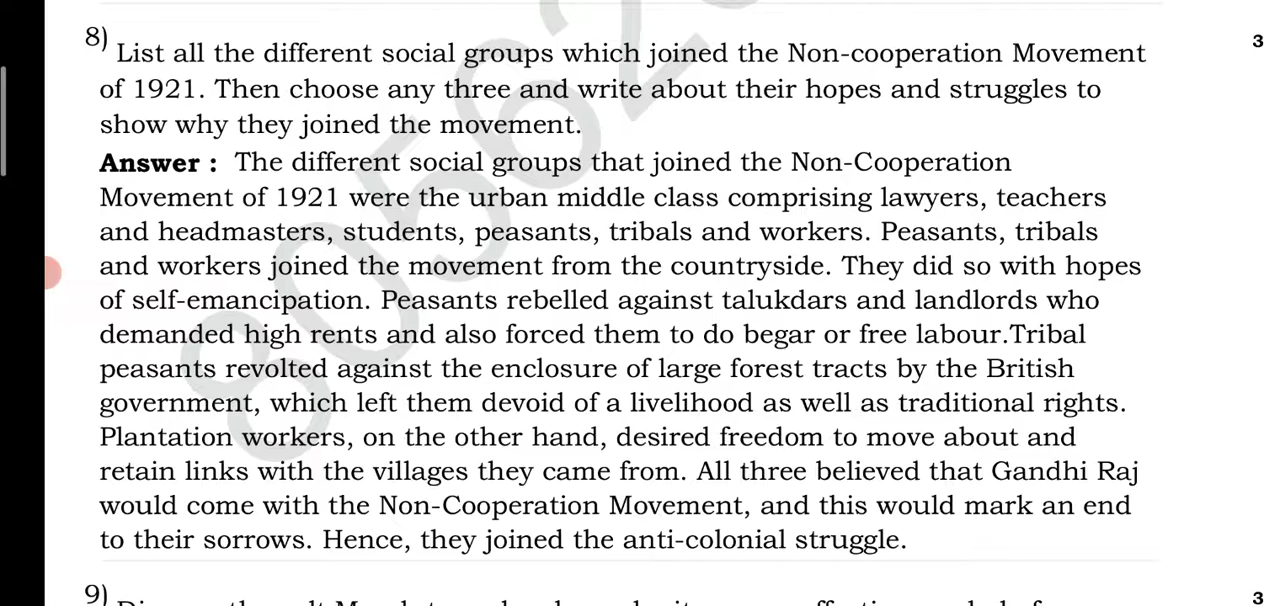 8)
3
List all the different social groups which joined the Non-cooperation Movement
of 1921. Then choose any three and write about their hopes and struggles to
show why they joined the movement.
Answer : The different social groups that joined the Non-Cooperation
Movement of 1921 were the urban middle class comprising lawyers, teachers
and headmasters, students, peasants, tribals and workers. Peasants, tribals
and workers joined the movement from the countryside. They did so with hopes
of self-emancipation. Peasants rebelled against talukdars and landlords who
demanded high rents and also forced them to do begar or free labour.Tribal
peasants revolted against the enclosure of large forest tracts by the British
government, which left them devoid of a livelihood as well as traditional rights.
Plantation workers, on the other hand, desired freedom to move about and
retain links with the villages they came from. All three believed that Gandhi Raj
would come with the Non-Cooperation Movement, and this would mark an end
to their sorrows. Hence, they joined the anti-colonial struggle.
9)
3